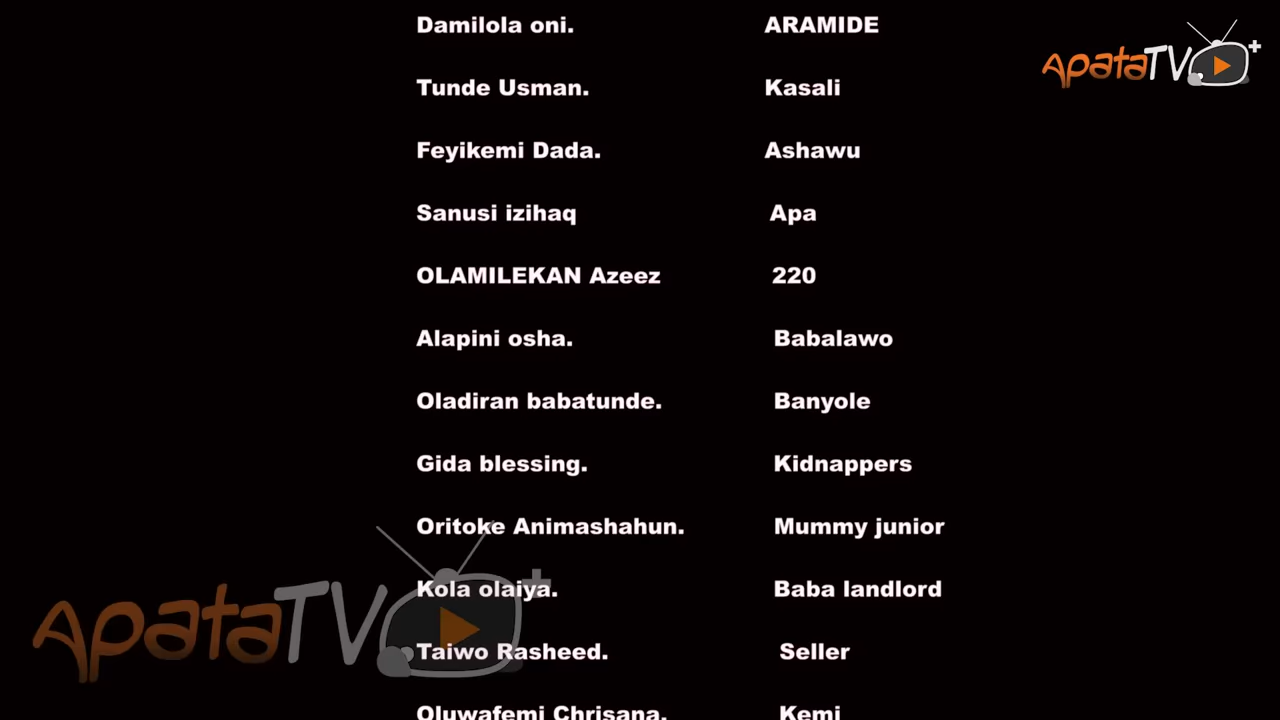 Damilola oni. ARAMIDE
ApataTV+
Tunde Usman. Kasali
Feyikemi Dada. Ashawu
Sanusi izihaq Apa
OLAMILEKAN Azeez 220
Alapini osha. Babalawo
Oladiran babatunde. Banyole
Gida blessing. Kidnappers
Oritoke Animashahun. Mummy junior
Kola olaiya. Baba landlord
ApataTV+
Taiwo Rasheed. Seller
Oluwafemi Chrisana. Kemi